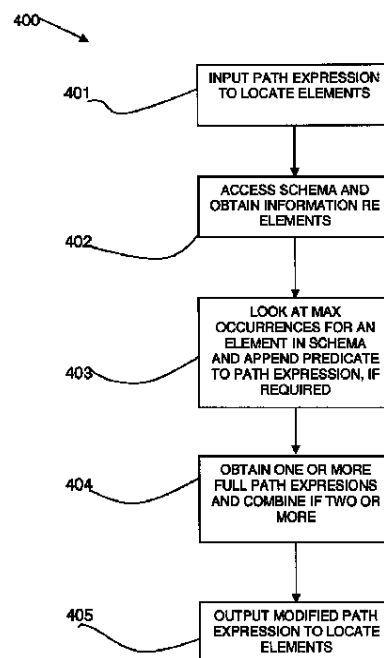 400
INPUT PATH EXPRESSION
TO LOCATE ELEMENTS
401
ACCESS SCHEMA AND
OBTAIN INFORMATION RE
ELEMENTS
402
LOOK AT MAX
OCCURRENCES FOR AN
ELEMENT IN SCHEMA
AND APPEND PREDICATE
TO PATH EXPRESSION, IF
REQUIRED
403
OBTAIN ONE OR MORE
FULL PATH EXPRESIONS
AND COMBINE IF TWO OR
MORE
404
OUTPUT MODIFIED PATH
EXPRESSION TO LOCATE
ELEMENTS
405